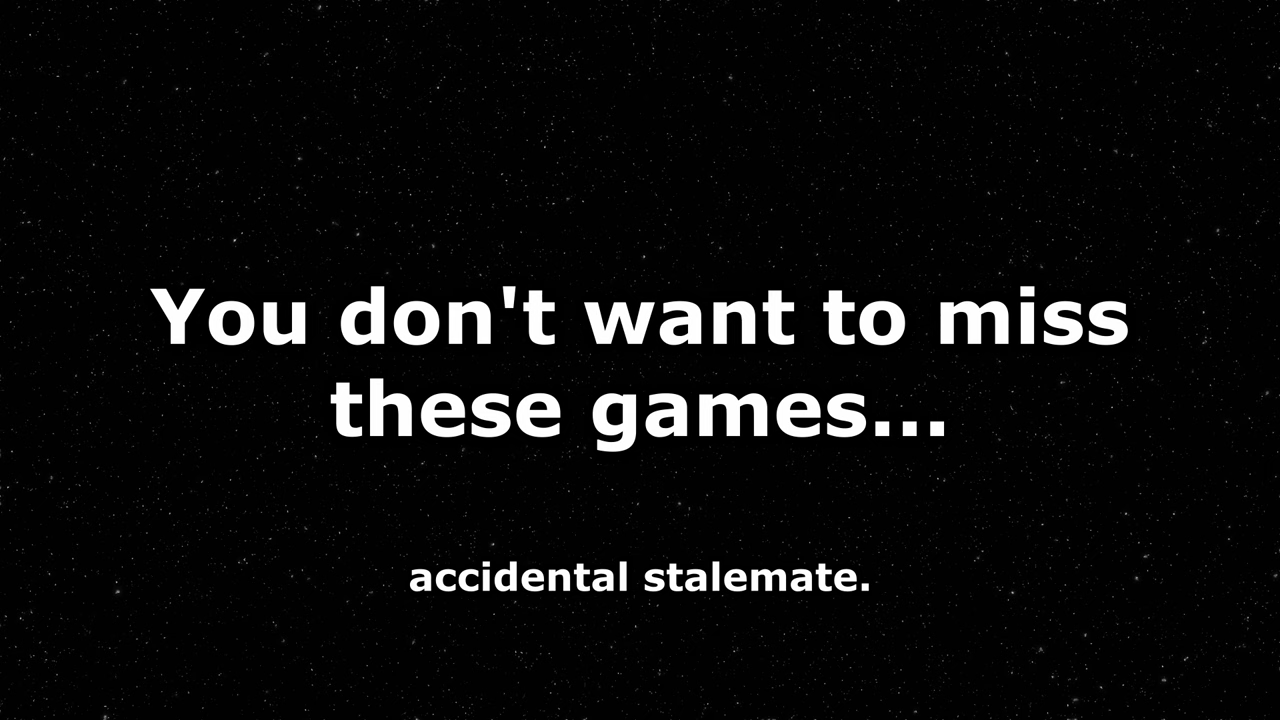 You don't want to miss
these games...
accidental stalemate.